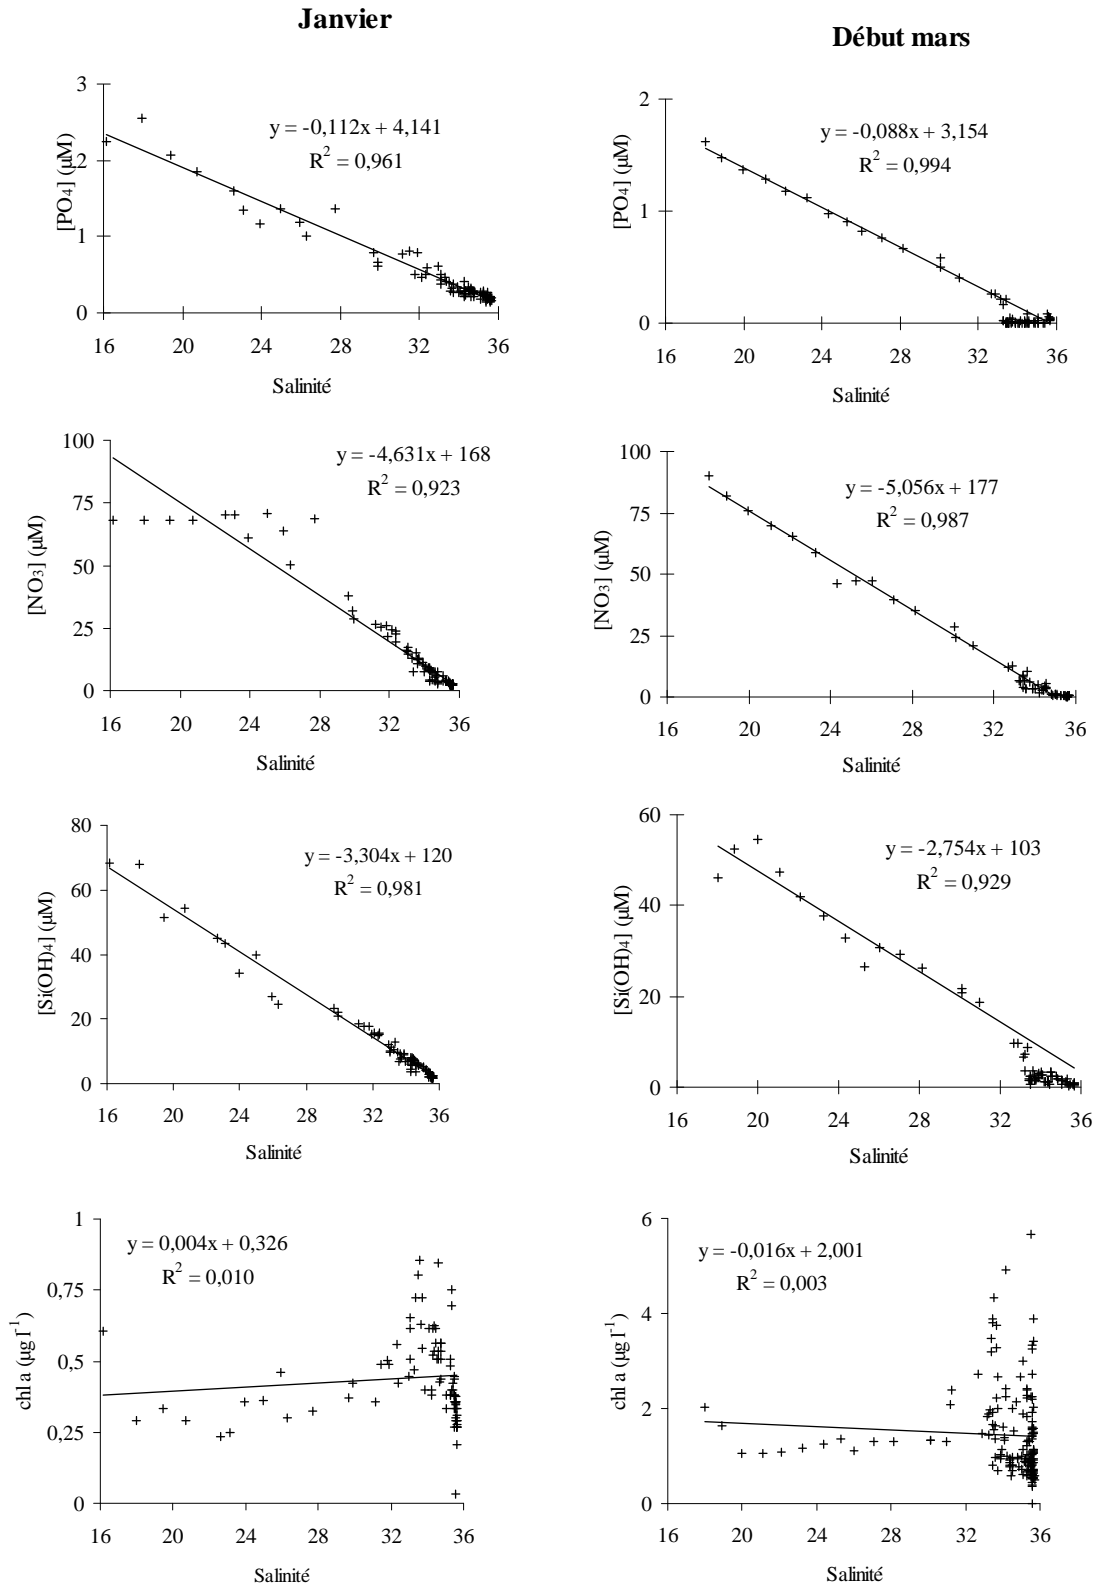 Janvier
Début mars
3
2
1
0
[PO4] (µM)
y = -0,112x + 4,141
R² = 0,961
16 20 24 28 32 36
Salinité
2
1
0
[PO4] (µM)
y = -0,088x + 3,154
R² = 0,994
16 20 24 28 32 36
Salinité
100
75
50
25
0
[NO3] (µM)
y = -4,631x + 168
R² = 0,923
16 20 24 28 32 36
Salinité
100
75
50
25
0
[NO3] (µM)
y = -5,056x + 177
R² = 0,987
16 20 24 28 32 36
Salinité
80
60
40
20
0
[Si(OH)4] (µM)
y = -3,304x + 120
R² = 0,981
16 20 24 28 32 36
Salinité
60
40
20
0
[Si(OH)4] (µM)
y = -2,754x + 103
R² = 0,929
16 20 24 28 32 36
Salinité
1
0,75
0,5
0,25
0
chl a (µg l⁻¹)
y = 0,004x + 0,326
R² = 0,010
16 20 24 28 32 36
Salinité
6
4
2
0
chl a (µg l⁻¹)
y = -0,016x + 2,001
R² = 0,003
16 20 24 28 32 36
Salinité